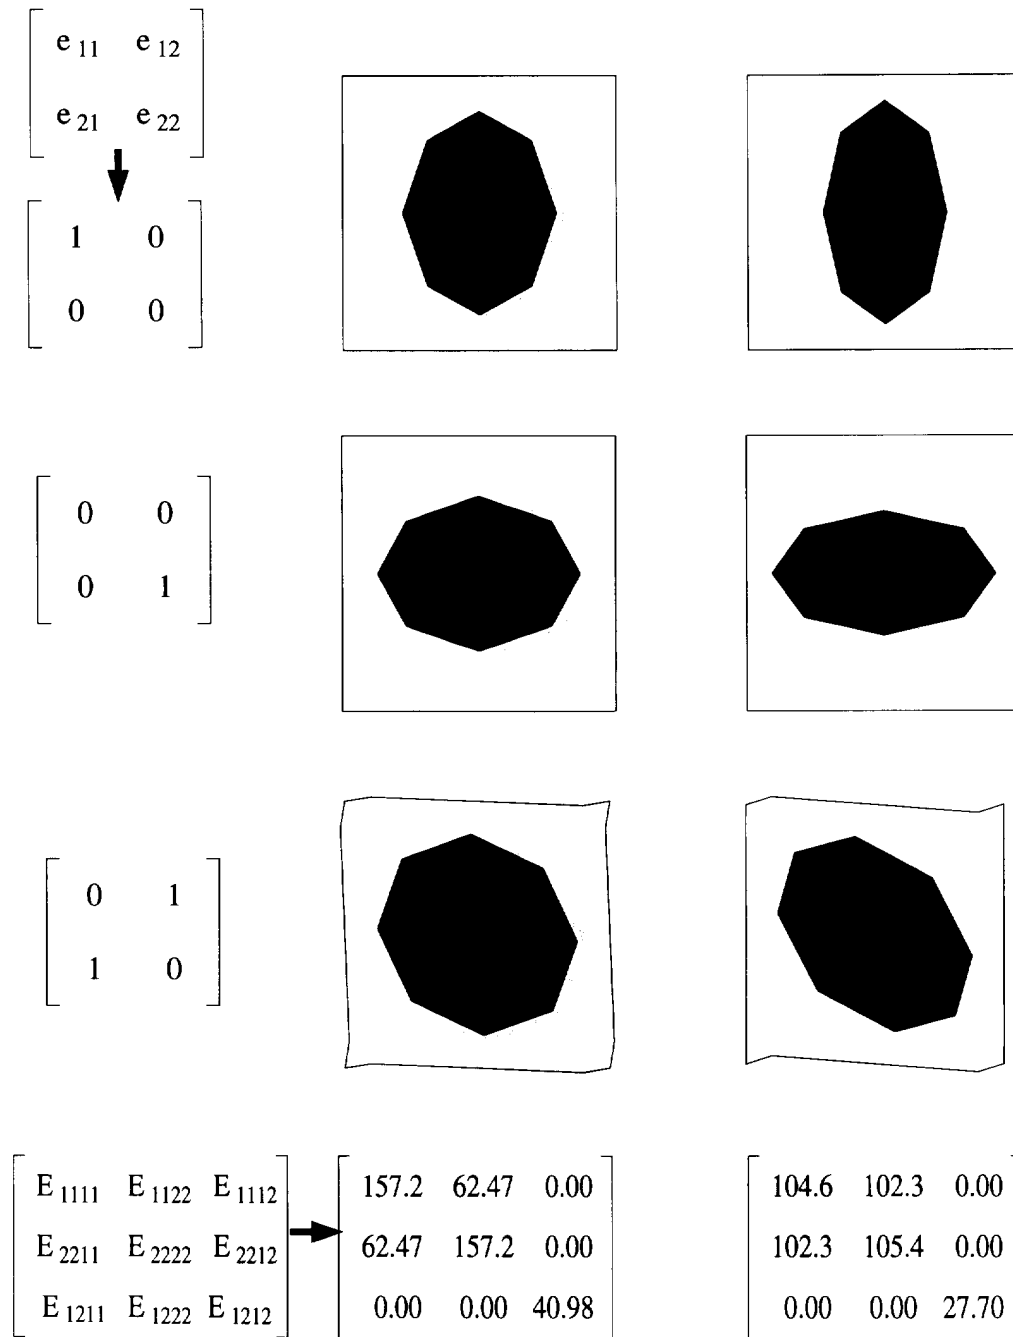 e 11 e 12
e 21 e 22
1 0
0 0
0 0
0 1
0 1
1 0
E 1111 E 1122 E 1112
E 2211 E 2222 E 2212
E 1211 E 1222 E 1212
157.2 62.47 0.00
62.47 157.2 0.00
0.00 0.00 40.98
104.6 102.3 0.00
102.3 105.4 0.00
0.00 0.00 27.70